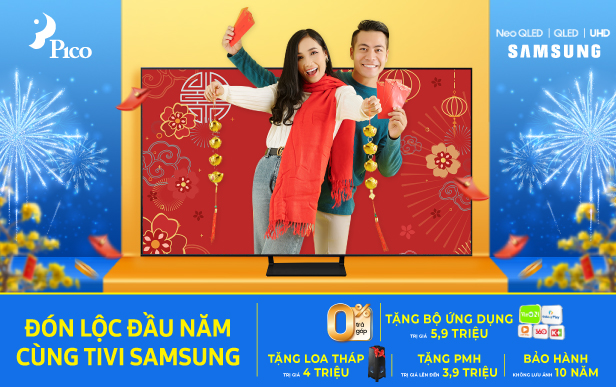 Pico
Neo QLED | QLED | UHD
SAMSUNG
ĐÓN LỘC ĐẦU NĂM
CÙNG TIVI SAMSUNG
0%
trả góp
TẶNG BỘ ỨNG DỤNG
TRỊ GIÁ 5,9 TRIỆU
360
K+
TẶNG LOA THÁP
TRỊ GIÁ 4 TRIỆU
TẶNG PMH
TRỊ GIÁ LÊN ĐẾN 3,9 TRIỆU
BẢO HÀNH
KHÔNG LƯU ẢNH 10 NĂM